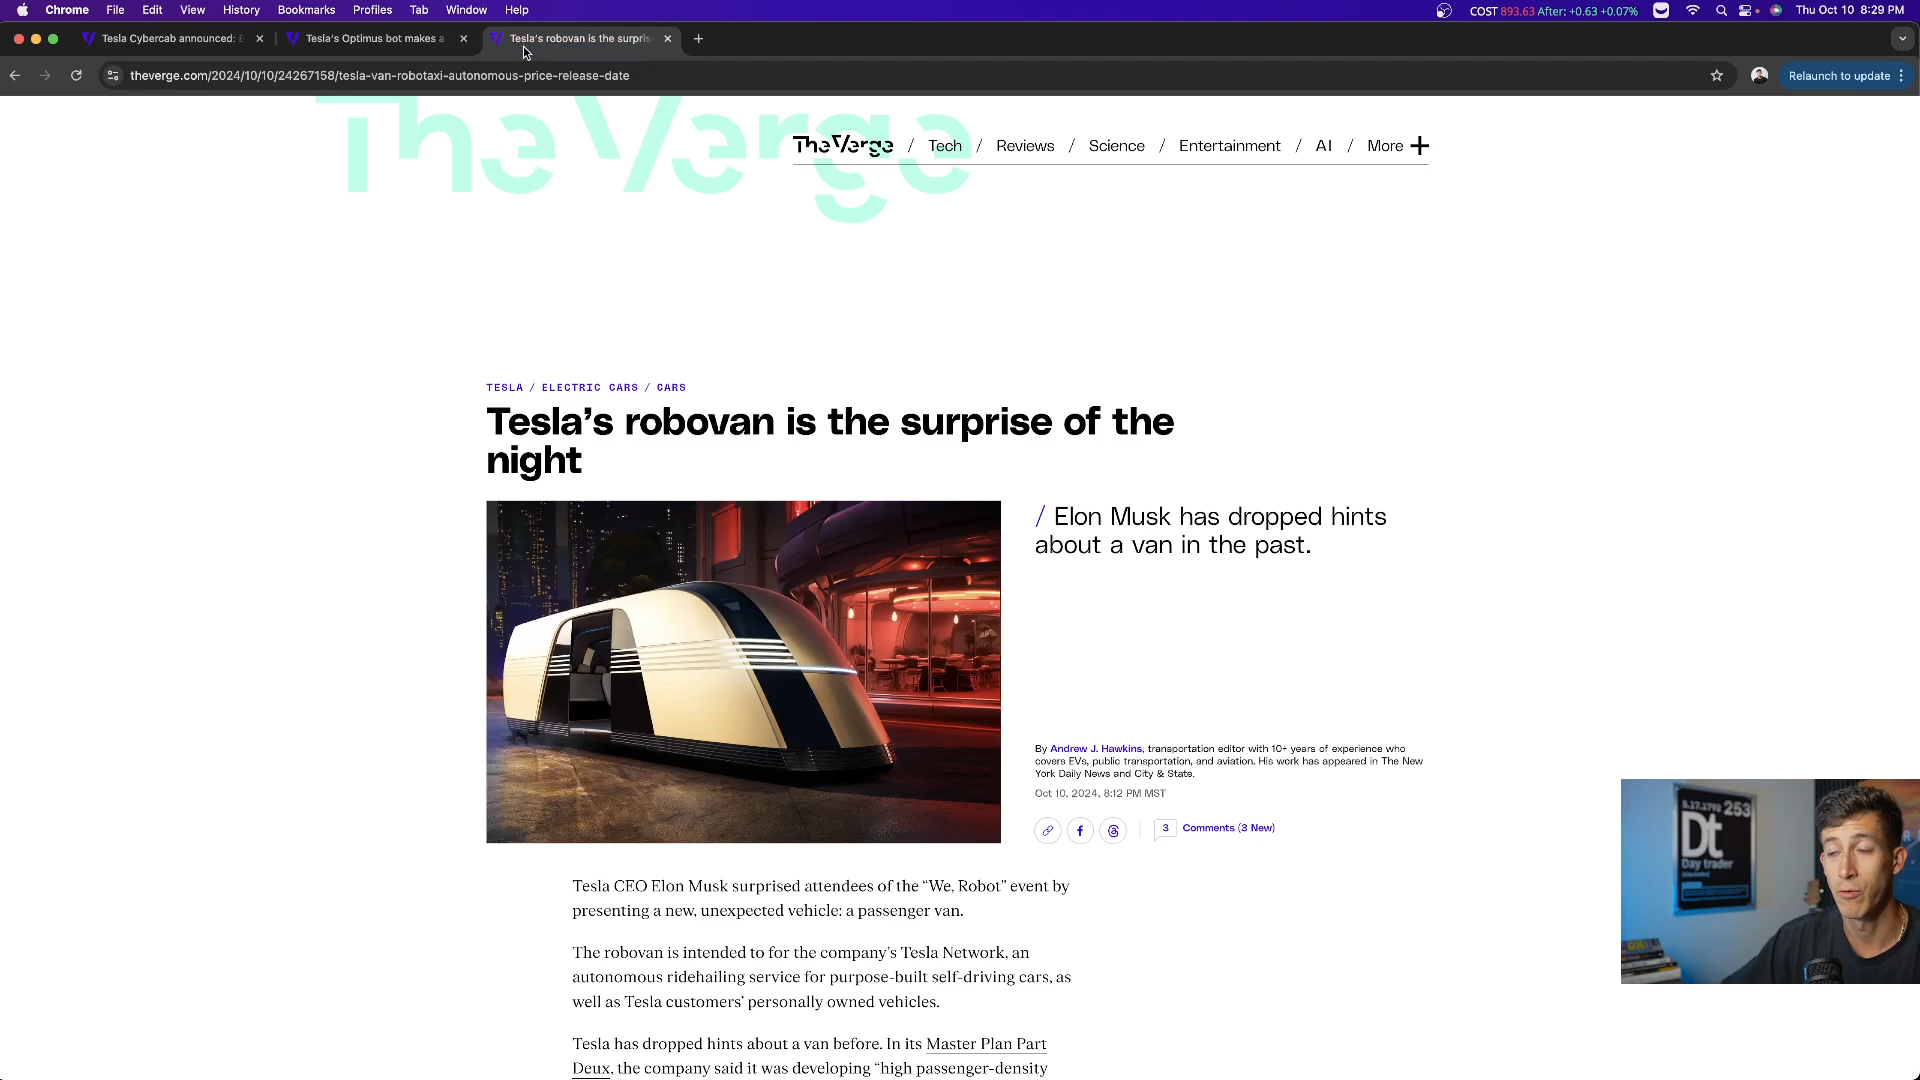 Chrome File Edit View History Bookmarks Profiles Tab Window Help COST 893.63 After: +0.63 +0.07% Thu Oct 10 8:29 PM
Tesla Cybercab announced: E Tesla's Optimus bot makes a Tesla's robovan is the surpris
theverge.com/2024/10/10/24267158/tesla-van-robotaxi-autonomous-price-release-date Relaunch to update
The Verge
The Verge / Tech / Reviews / Science / Entertainment / AI / More +
TESLA / ELECTRIC CARS / CARS
Tesla's robovan is the surprise of the
night
/ Elon Musk has dropped hints
about a van in the past.
By Andrew J. Hawkins, transportation editor with 10+ years of experience who
covers EVs, public transportation, and aviation. His work has appeared in The New
York Daily News and City & State.
Oct 10, 2024, 8:12 PM MST
3 Comments (3 New)
Tesla CEO Elon Musk surprised attendees of the “We, Robot” event by
presenting a new, unexpected vehicle: a passenger van.
The robovan is intended to for the company's Tesla Network, an
autonomous ridehailing service for purpose-built self-driving cars, as
well as Tesla customers' personally owned vehicles.
Tesla has dropped hints about a van before. In its Master Plan Part
Deux, the company said it was developing “high passenger-density
5.17.1792 253
Dt
Day trader